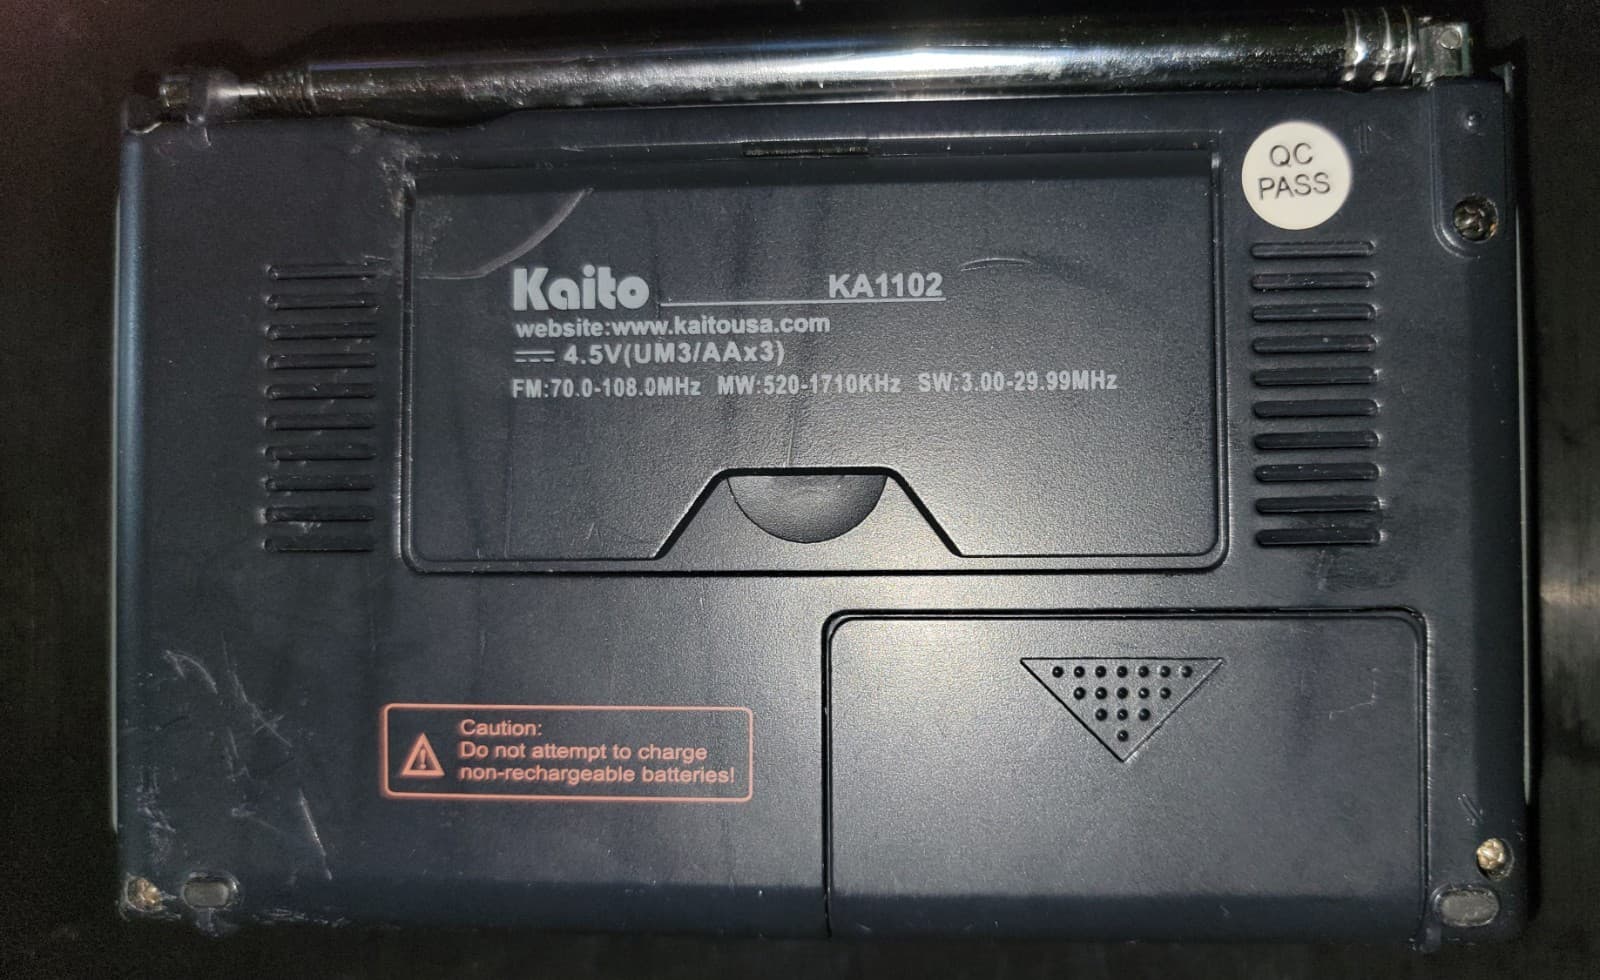 QC
PASS
Kaito KA1102
website:www.kaitousa.com
4.5V(UM3/AAx3)
FM:70.0-108.0MHz MW:520-1710KHz SW:3.00-29.99MHz
Caution:
Do not attempt to charge
non-rechargeable batteries!